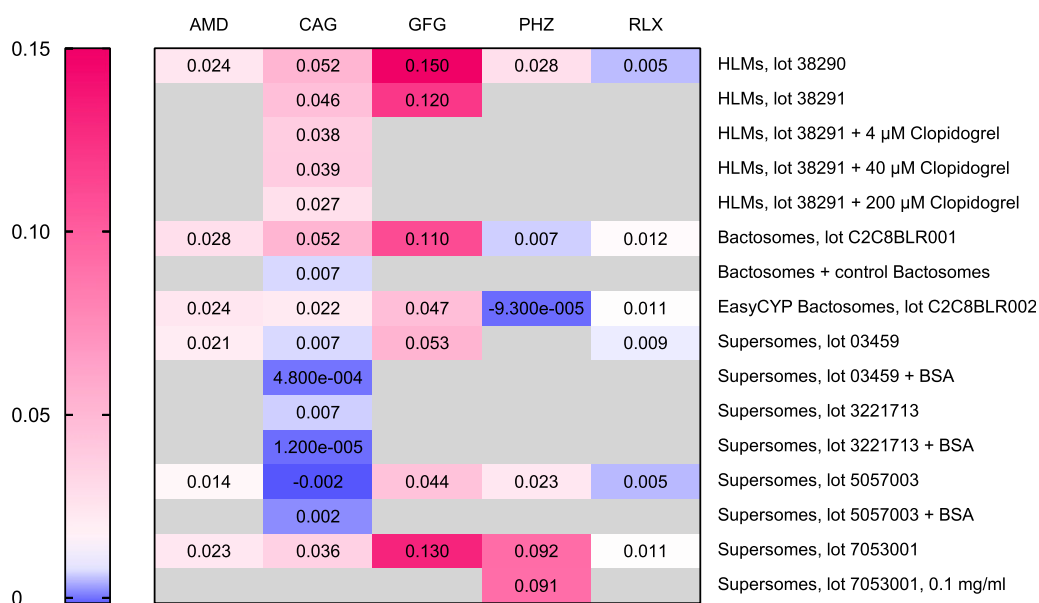 AMD CAG GFG PHZ RLX
0.15
0.10
0.05
0
0.024 0.052 0.150 0.028 0.005 HLMs, lot 38290
0.046 0.120 HLMs, lot 38291
0.038 HLMs, lot 38291 + 4 µM Clopidogrel
0.039 HLMs, lot 38291 + 40 µM Clopidogrel
0.027 HLMs, lot 38291 + 200 µM Clopidogrel
0.028 0.052 0.110 0.007 0.012 Bactosomes, lot C2C8BLR001
0.007 Bactosomes + control Bactosomes
0.024 0.022 0.047 -9.300e-005 0.011 EasyCYP Bactosomes, lot C2C8BLR002
0.021 0.007 0.053 0.009 Supersomes, lot 03459
4.800e-004 Supersomes, lot 03459 + BSA
0.007 Supersomes, lot 3221713
1.200e-005 Supersomes, lot 3221713 + BSA
0.014 -0.002 0.044 0.023 0.005 Supersomes, lot 5057003
0.002 Supersomes, lot 5057003 + BSA
0.023 0.036 0.130 0.092 0.011 Supersomes, lot 7053001
0.091 Supersomes, lot 7053001, 0.1 mg/ml